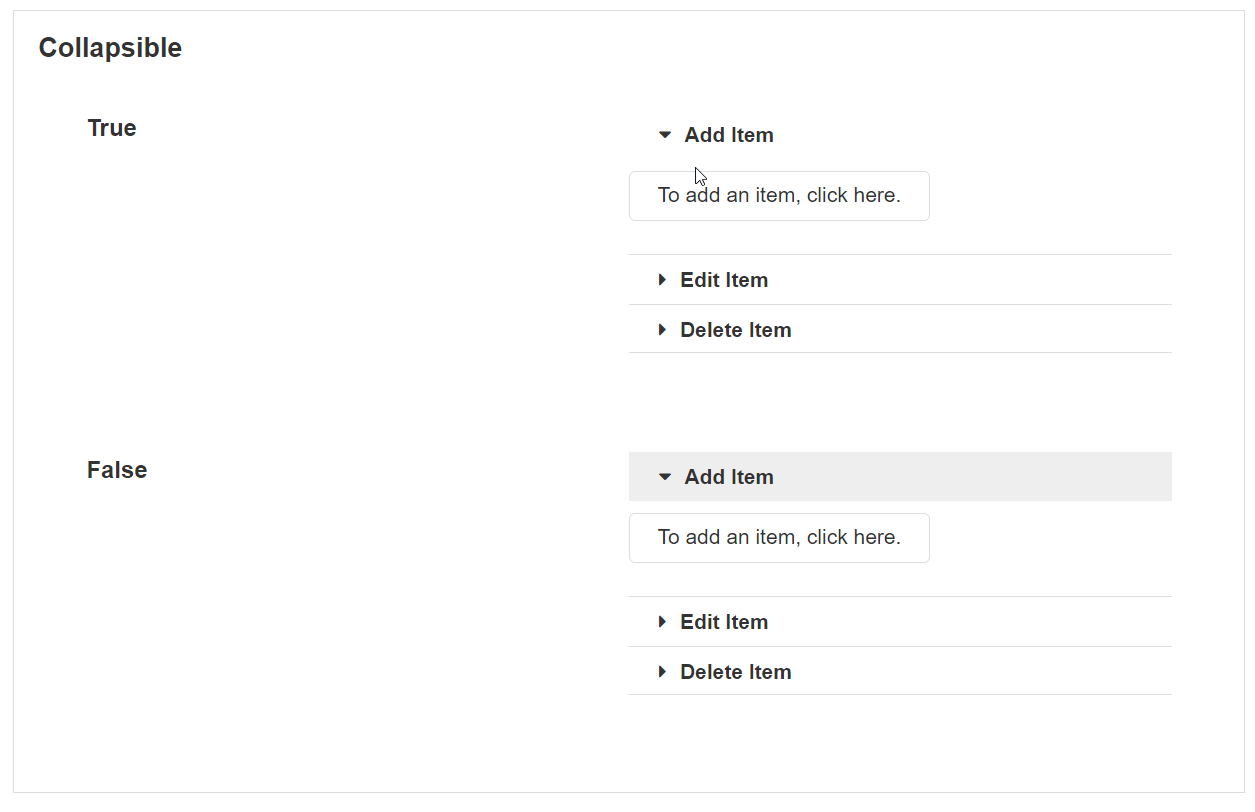 Collapsible
True
Add Item
To add an item, click here.
Edit Item
Delete Item
False
Add Item
To add an item, click here.
Edit Item
Delete Item